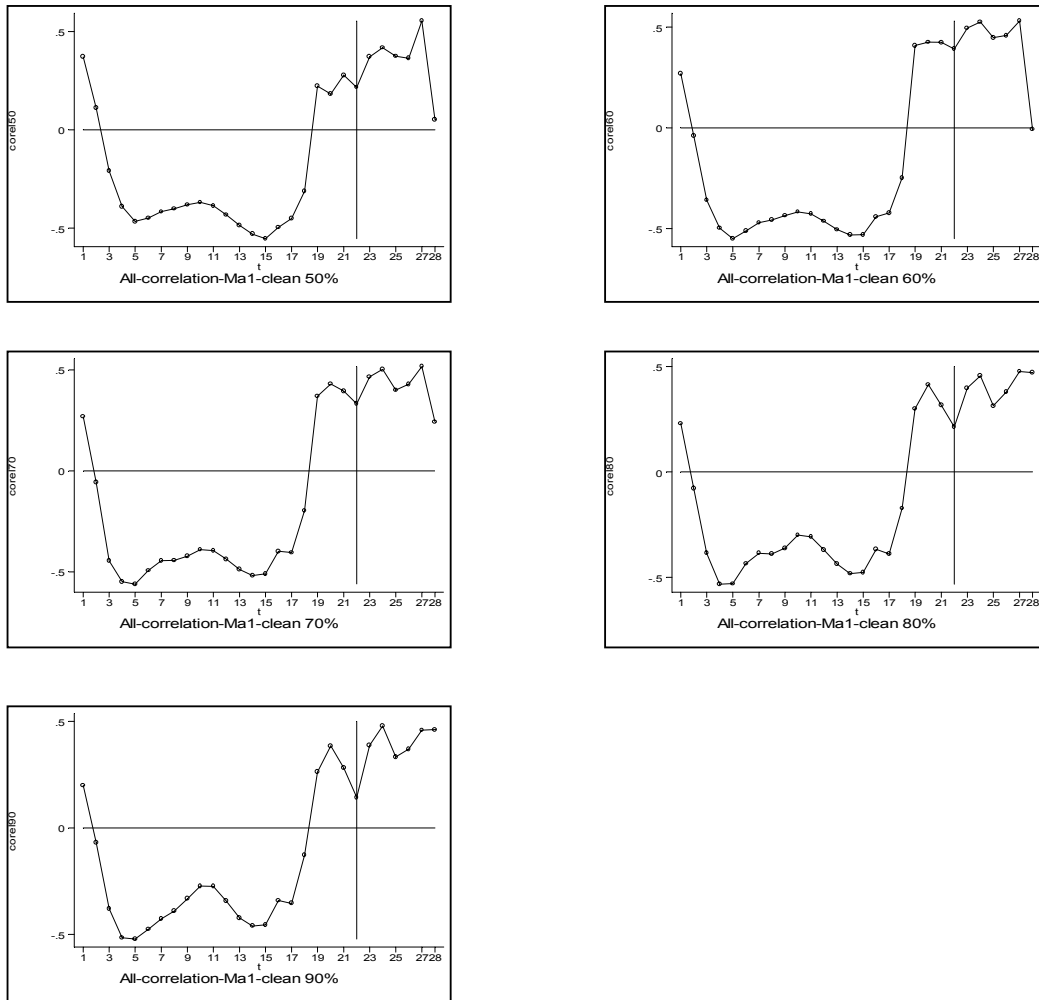 .5
0
-.5
corel50
1 3 5 7 9 11 13 15 17 19 21 23 25 2728
t
All-correlation-Ma1-clean 50%
.5
0
-.5
corel60
1 3 5 7 9 11 13 15 17 19 21 23 25 2728
t
All-correlation-Ma1-clean 60%
.5
0
-.5
corel70
1 3 5 7 9 11 13 15 17 19 21 23 25 2728
t
All-correlation-Ma1-clean 70%
.5
0
-.5
corel80
1 3 5 7 9 11 13 15 17 19 21 23 25 2728
t
All-correlation-Ma1-clean 80%
.5
0
-.5
corel90
1 3 5 7 9 11 13 15 17 19 21 23 25 2728
t
All-correlation-Ma1-clean 90%